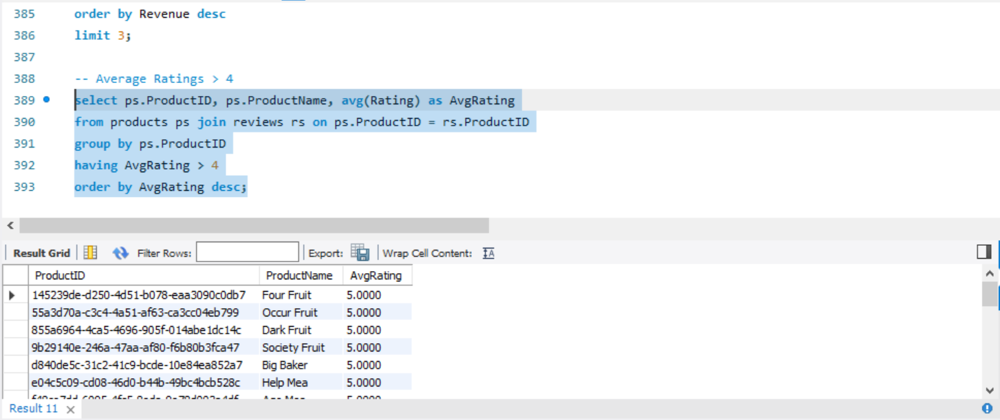 385 order by Revenue desc
386 limit 3;
387
388 -- Average Ratings > 4
389 select ps.ProductID, ps.ProductName, avg(Rating) as AvgRating
390 from products ps join reviews rs on ps.ProductID = rs.ProductID
391 group by ps.ProductID
392 having AvgRating > 4
393 order by AvgRating desc;
Result Grid Filter Rows: Export: Wrap Cell Content: IA
ProductID ProductName AvgRating
145239de-d250-4d51-b078-eaa3090c0db7 Four Fruit 5.0000
55a3d70a-c3c4-4a51-af63-ca3cc04eb799 Occur Fruit 5.0000
855a6964-4ca5-4696-905f-014abe1dc14c Dark Fruit 5.0000
9b29140e-246a-47aa-af80-f6b80b3fca47 Society Fruit 5.0000
d840de5c-31c2-41c9-bcde-10e84ea852a7 Big Baker 5.0000
e04c5c09-cd08-46d0-b44b-49bc4bcb528c Help Mea 5.0000
5.0000
Result 11